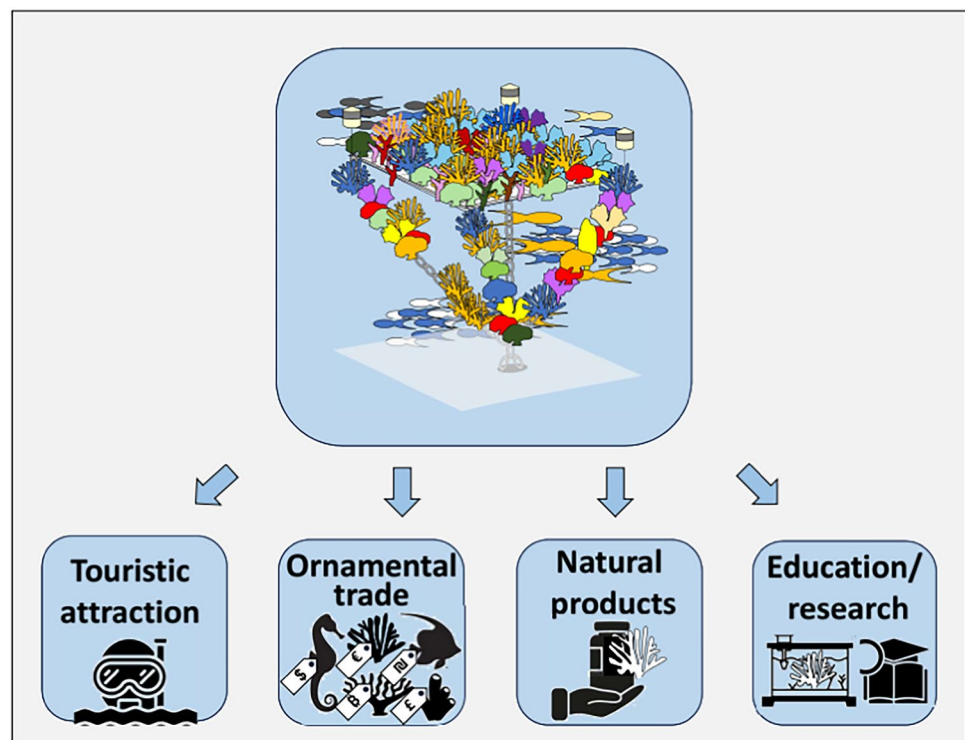 Touristic
attraction
Ornamental
trade
$
€
₪
£
Natural
products
Education/
research